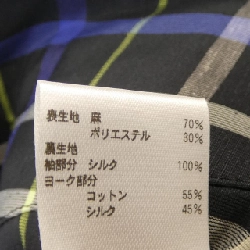 表生地 麻 70%
ポリエステル 30%
裏生地
袖部分 シルク 100%
ヨーク部分
コットン 55%
シルク 45%